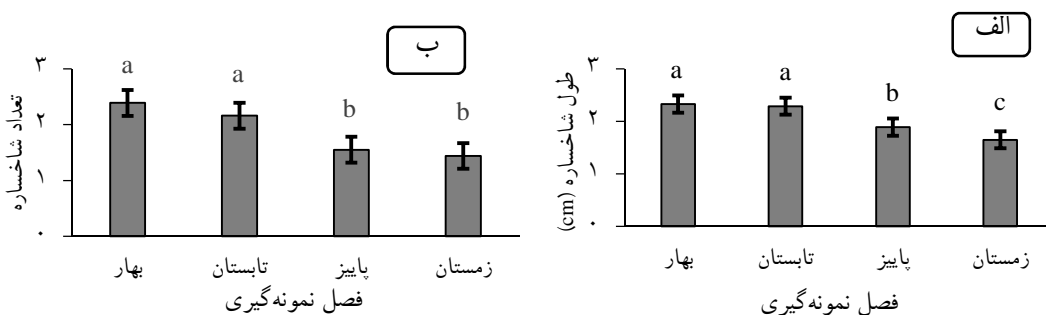 الف
طول شاخساره (cm)
۳
۲
۱
۰
a
a
b
c
بهار
تابستان
پاییز
زمستان
فصل نمونه‌گیری
ب
تعداد شاخساره
۳
۲
۱
۰
a
a
b
b
بهار
تابستان
پاییز
زمستان
فصل نمونه‌گیری